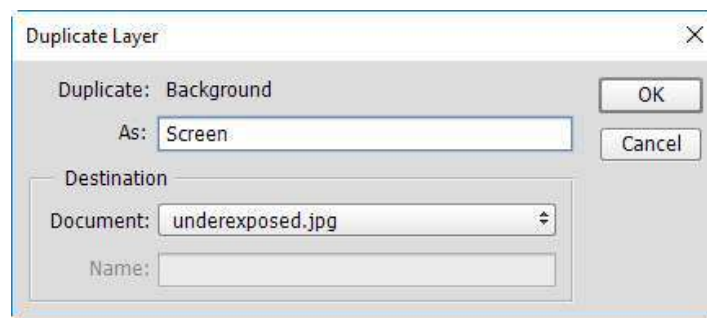 Duplicate Layer
Duplicate: Background
OK
As: Screen
Cancel
Destination
Document: underexposed.jpg
Name: